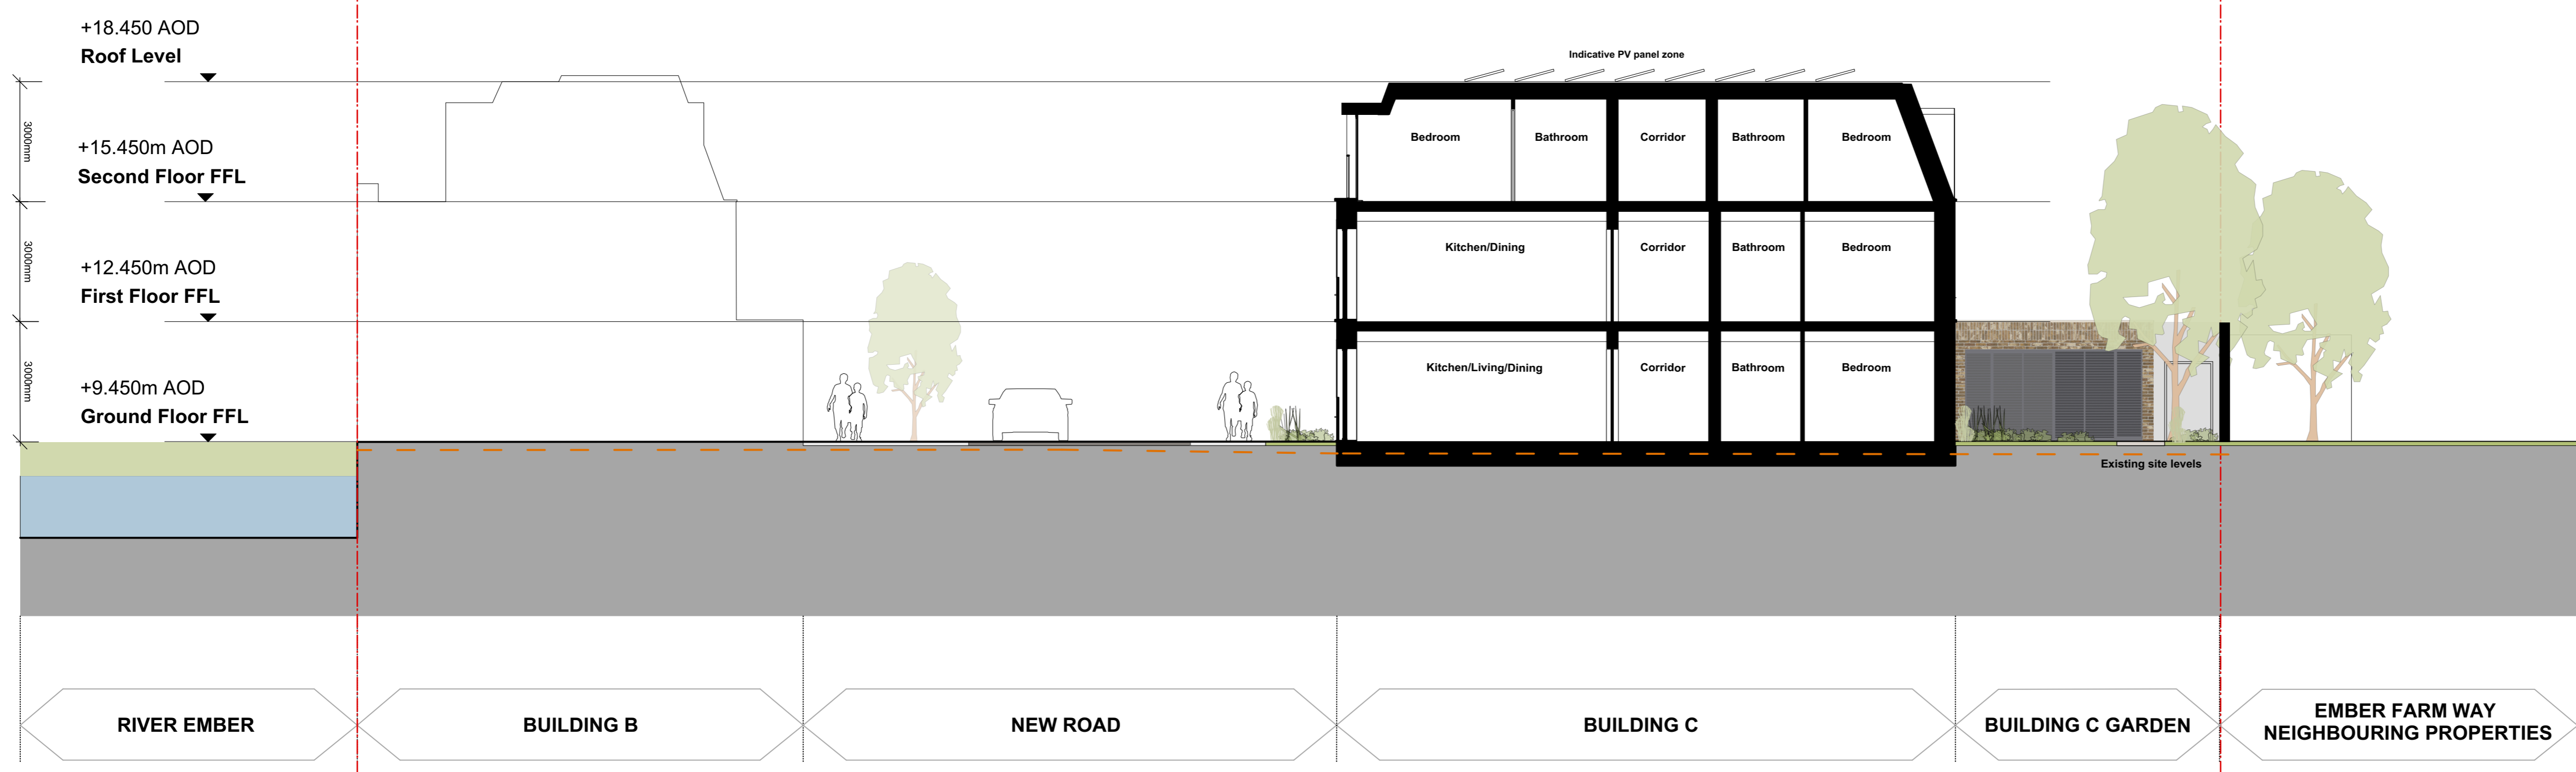 +18.450 AOD
Roof Level
Indicative PV panel zone
3000mm
Bedroom
Bathroom
Corridor
Bathroom
Bedroom
+15.450m AOD
Second Floor FFL
3000mm
Kitchen/Dining
Corridor
Bathroom
Bedroom
+12.450m AOD
First Floor FFL
3000mm
Kitchen/Living/Dining
Corridor
Bathroom
Bedroom
+9.450m AOD
Ground Floor FFL
Existing site levels
RIVER EMBER
BUILDING B
NEW ROAD
BUILDING C
BUILDING C GARDEN
EMBER FARM WAY
NEIGHBOURING PROPERTIES